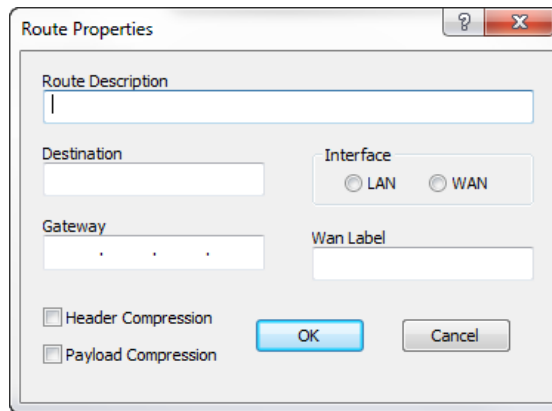 Route Properties
?
Route Description
Destination
Interface
LAN WAN
Gateway
. . .
Wan Label
Header Compression
Payload Compression
OK Cancel